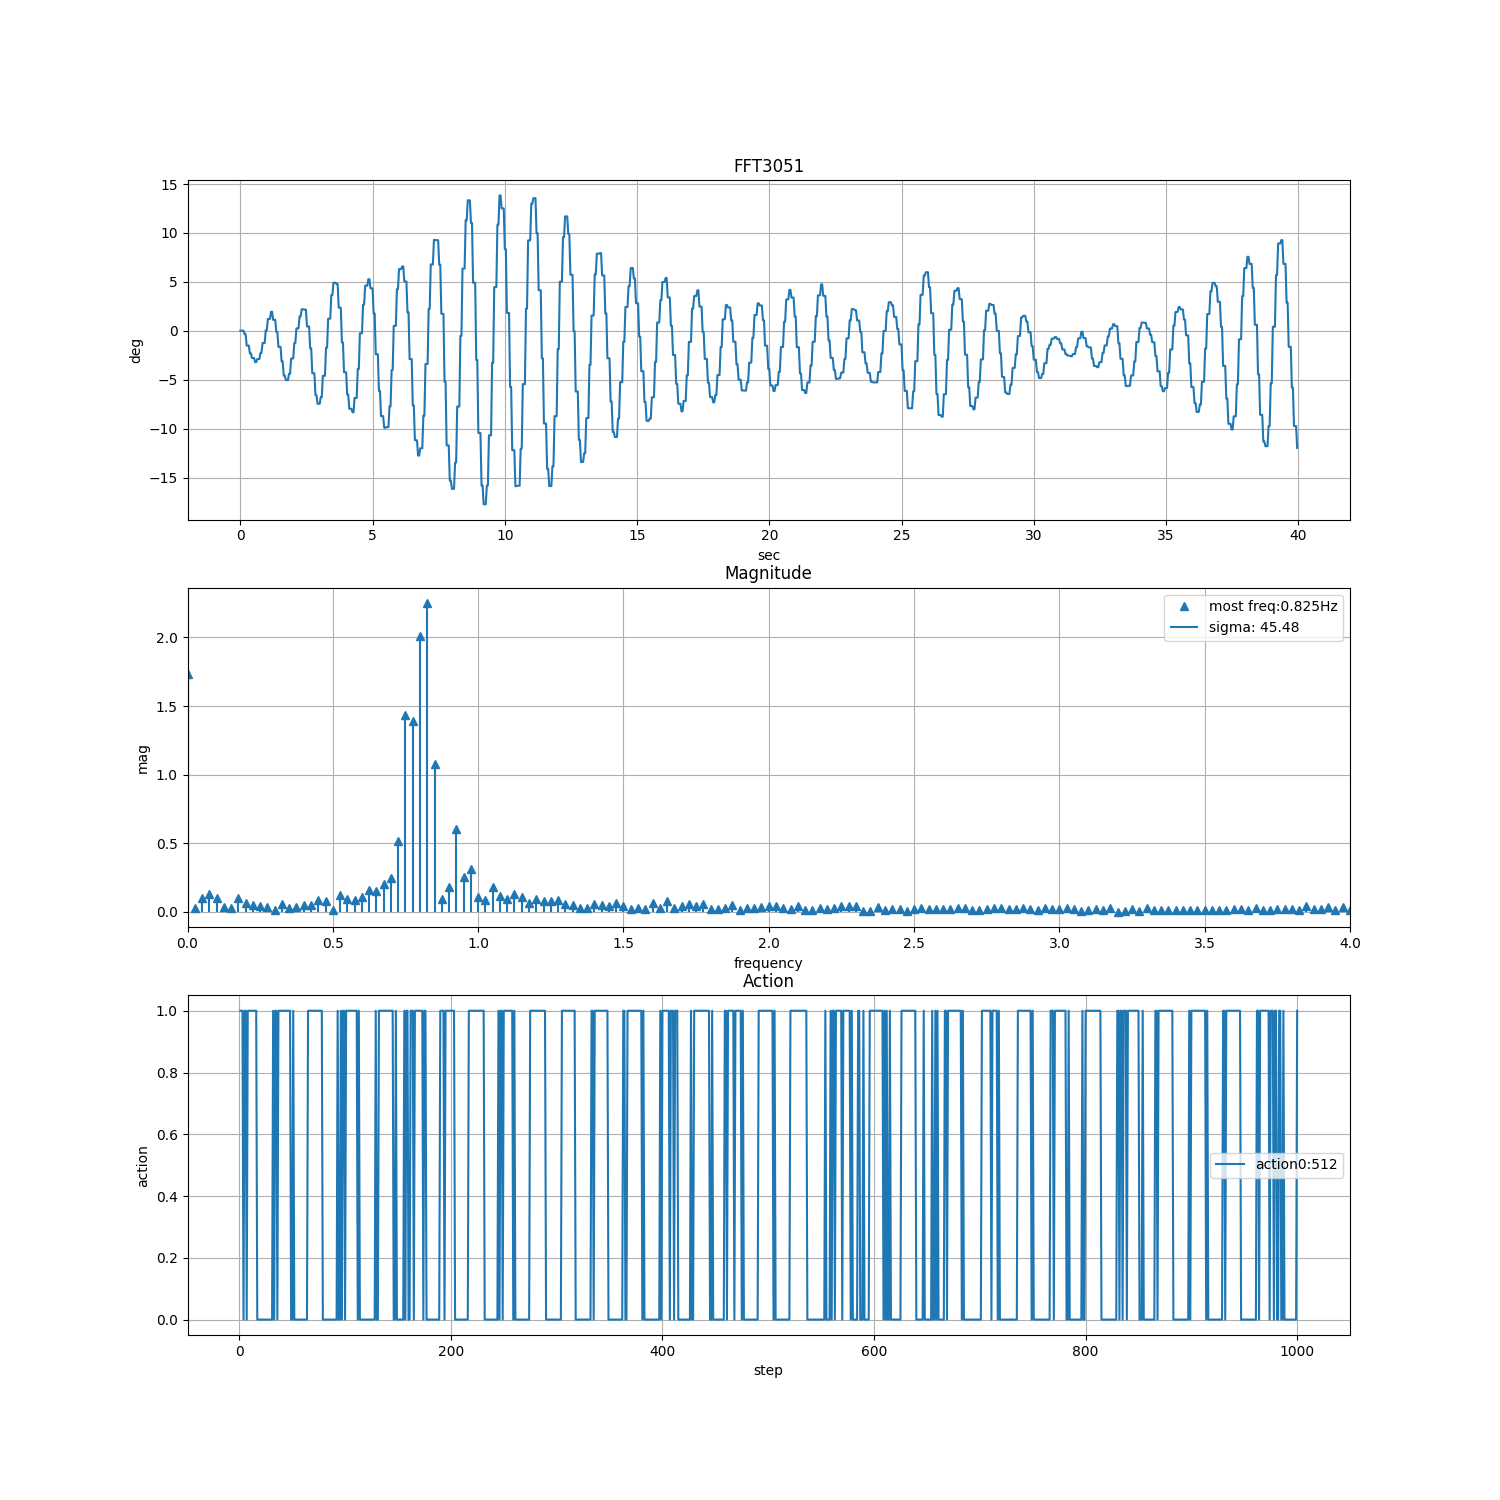 FFT3051
15
10
5
0
−5
−10
−15
deg
0 5 10 15 20 25 30 35 40
sec
Magnitude
most freq:0.825Hz
sigma: 45.48
2.0
1.5
1.0
0.5
0.0
mag
0.0 0.5 1.0 1.5 2.0 2.5 3.0 3.5 4.0
frequency
Action
1.0
0.8
0.6
0.4
0.2
0.0
action
action0:512
0 200 400 600 800 1000
step